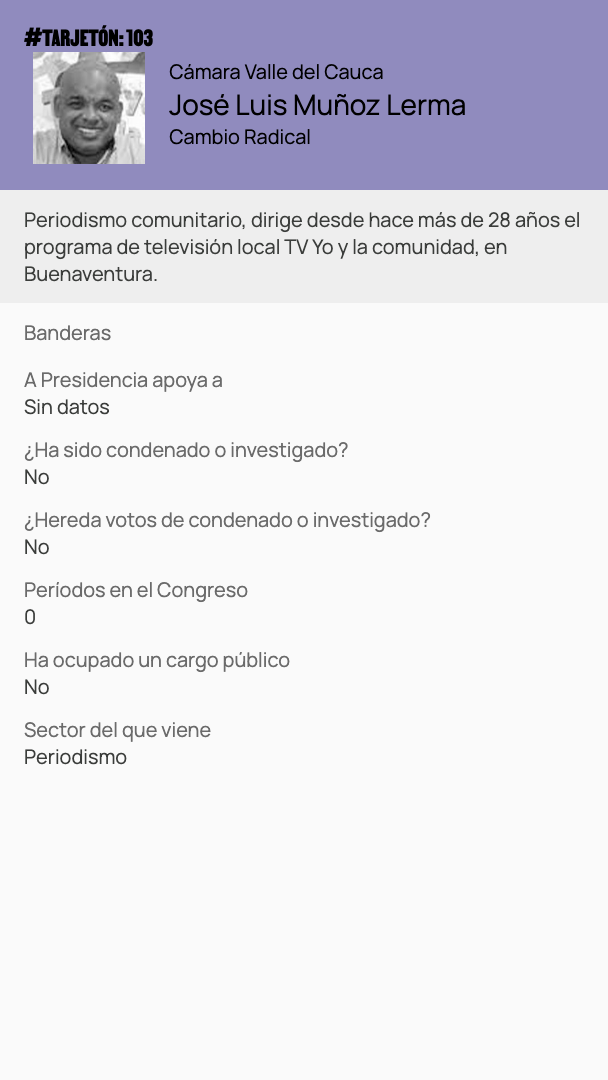 #TARJETÓN: 103
Cámara Valle del Cauca
José Luis Muñoz Lerma
Cambio Radical
Periodismo comunitario, dirige desde hace más de 28 años el
programa de televisión local TV Yo y la comunidad, en
Buenaventura.
Banderas
A Presidencia apoya a
Sin datos
¿Ha sido condenado o investigado?
No
¿Hereda votos de condenado o investigado?
No
Períodos en el Congreso
0
Ha ocupado un cargo público
No
Sector del que viene
Periodismo